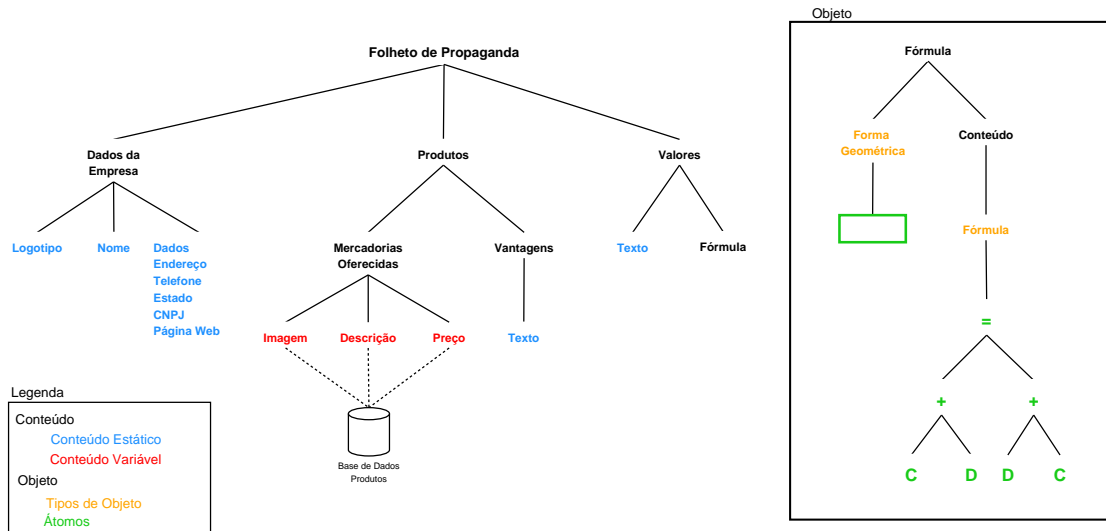 Objeto
Folheto de Propaganda
Fórmula
Forma
Geométrica
Conteúdo
Dados da
Empresa
Produtos
Valores
Logotipo
Nome
Dados
Endereço
Telefone
Estado
CNPJ
Página Web
Mercadorias
Oferecidas
Vantagens
Texto
Fórmula
Fórmula
Imagem
Descrição
Preço
Texto
=
+
+
C
D
D
C
Base de Dados
Produtos
Legenda
Conteúdo
Conteúdo Estático
Conteúdo Variável
Objeto
Tipos de Objeto
Átomos